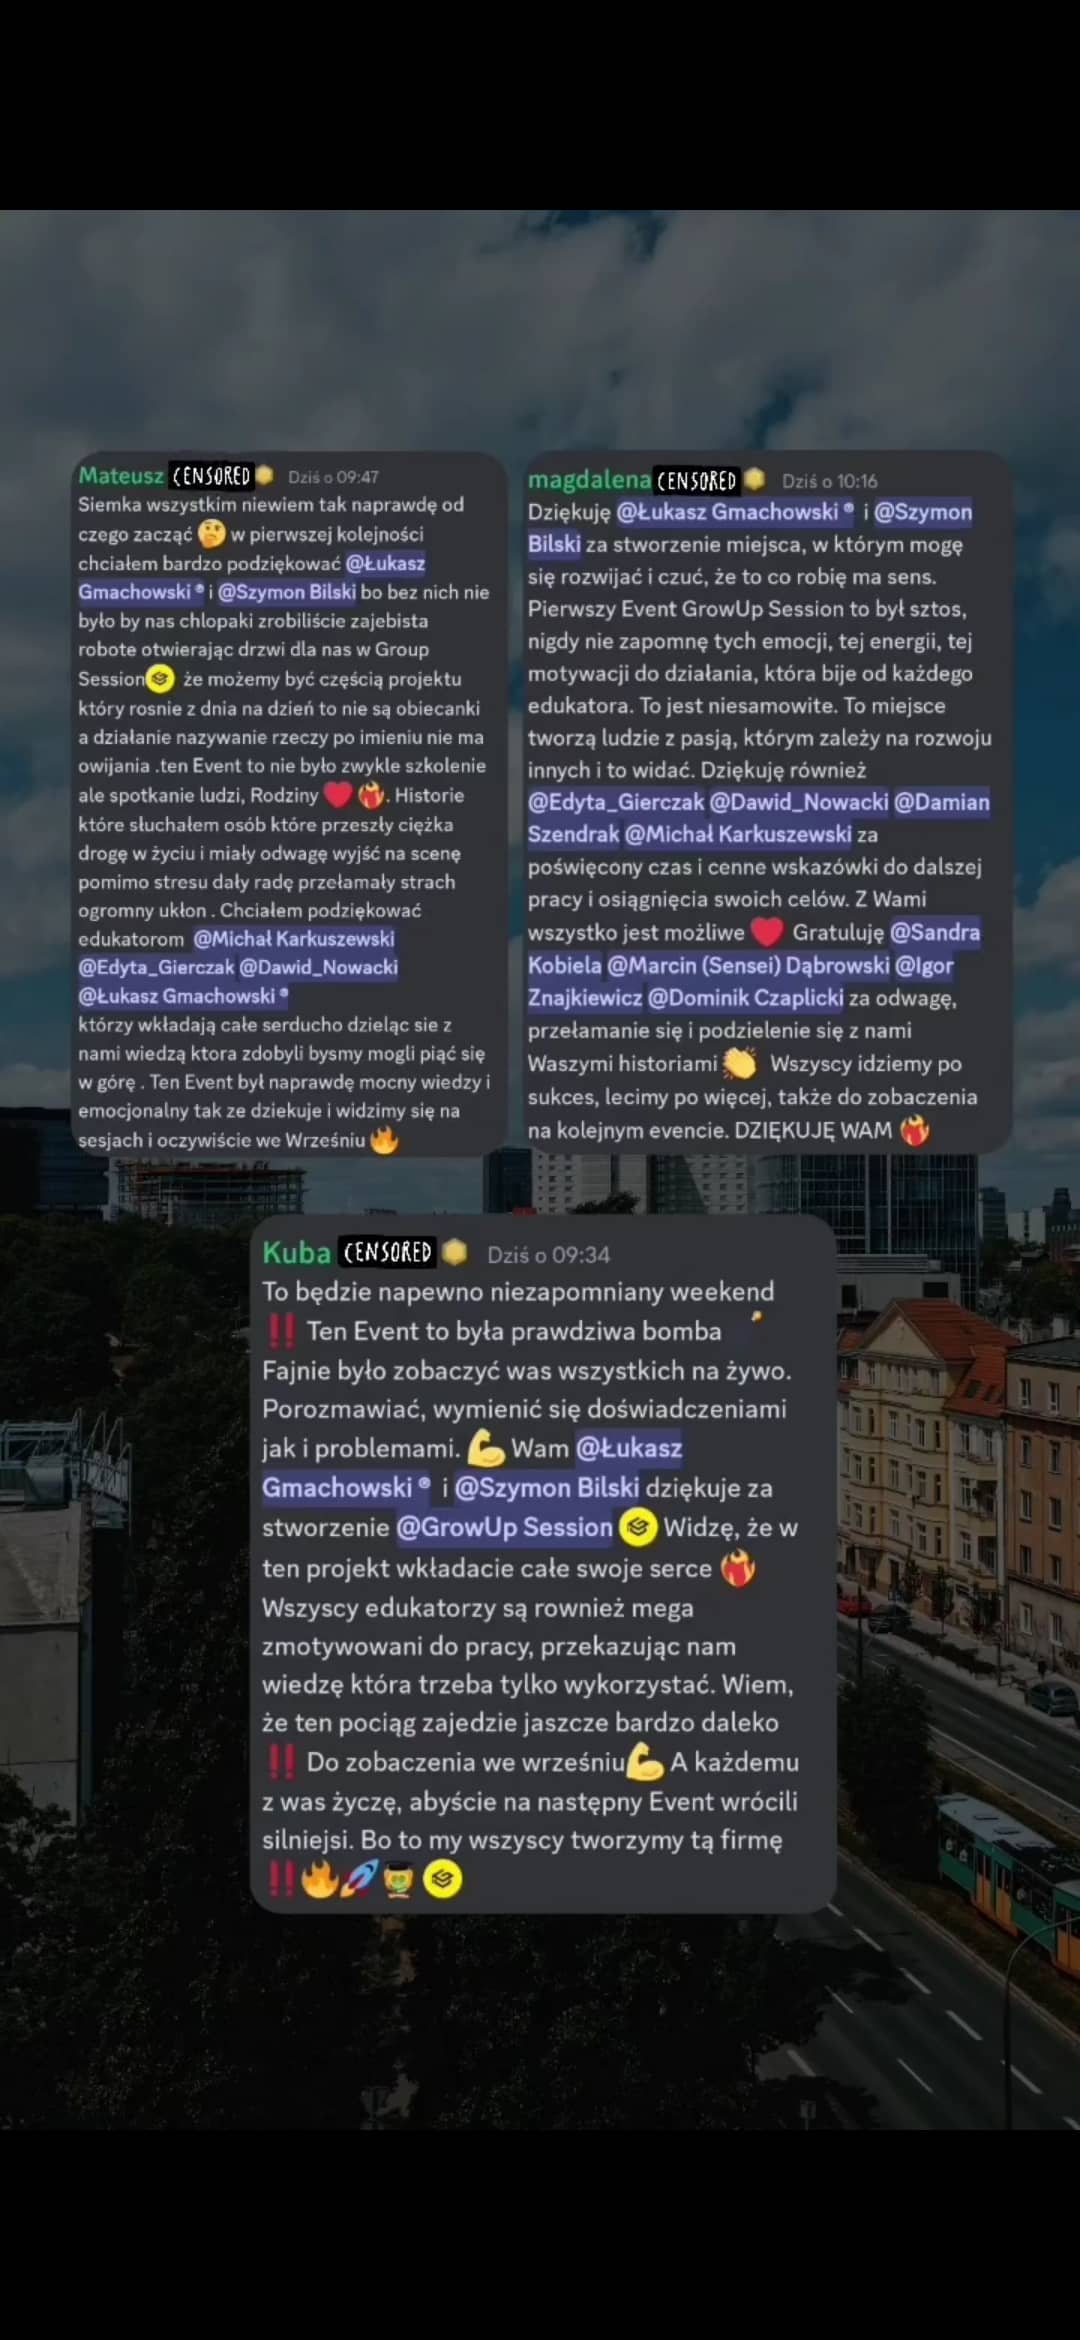 Mateusz CENSORED Dziś o 09:47
Siemka wszystkim niewiem tak naprawdę od
czego zacząć 🤔 w pierwszej kolejności
chciałem bardzo podziękować @Łukasz
Gmachowski ® i @Szymon Bilski bo bez nich nie
było by nas chlopaki zrobiliście zajebista
robote otwierając drzwi dla nas w Group
Session że możemy być częścią projektu
który rosnie z dnia na dzień to nie są obiecanki
a działanie nazywanie rzeczy po imieniu nie ma
owijania .ten Event to nie było zwykle szkolenie
ale spotkanie ludzi, Rodziny ❤️ ❤️‍🔥. Historie
które słuchałem osób które przeszły ciężka
drogę w życiu i miały odwagę wyjść na scenę
pomimo stresu dały radę przełamały strach
ogromny ukłon . Chciałem podziękować
edukatorom @Michał Karkuszewski
@Edyta_Gierczak @Dawid_Nowacki
@Łukasz Gmachowski ®
którzy wkładają całe serducho dzieląc sie z
nami wiedzą ktora zdobyli bysmy mogli piąć się
w górę . Ten Event był naprawdę mocny wiedzy i
emocjonalny tak ze dziekuje i widzimy się na
sesjach i oczywiście we Wrześniu 🔥
magdalena CENSORED Dziś o 10:16
Dziękuję @Łukasz Gmachowski ® i @Szymon
Bilski za stworzenie miejsca, w którym mogę
się rozwijać i czuć, że to co robię ma sens.
Pierwszy Event GrowUp Session to był sztos,
nigdy nie zapomnę tych emocji, tej energii, tej
motywacji do działania, która bije od każdego
edukatora. To jest niesamowite. To miejsce
tworzą ludzie z pasją, którym zależy na rozwoju
innych i to widać. Dziękuję również
@Edyta_Gierczak @Dawid_Nowacki @Damian
Szendrak @Michał Karkuszewski za
poświęcony czas i cenne wskazówki do dalszej
pracy i osiągnięcia swoich celów. Z Wami
wszystko jest możliwe ❤️ Gratuluję @Sandra
Kobiela @Marcin (Sensei) Dąbrowski @Igor
Znajkiewicz @Dominik Czaplicki za odwagę,
przełamanie się i podzielenie się z nami
Waszymi historiami 👏 Wszyscy idziemy po
sukces, lecimy po więcej, także do zobaczenia
na kolejnym evencie. DZIĘKUJĘ WAM ❤️‍🔥
Kuba CENSORED Dziś o 09:34
To będzie napewno niezapomniany weekend
‼️ Ten Event to była prawdziwa bomba 💣
Fajnie było zobaczyć was wszystkich na żywo.
Porozmawiać, wymienić się doświadczeniami
jak i problemami. 💪 Wam @Łukasz
Gmachowski ® i @Szymon Bilski dziękuje za
stworzenie @GrowUp Session Widzę, że w
ten projekt wkładacie całe swoje serce ❤️‍🔥
Wszyscy edukatorzy są rownież mega
zmotywowani do pracy, przekazując nam
wiedzę która trzeba tylko wykorzystać. Wiem,
że ten pociąg zajedzie jaszcze bardzo daleko
‼️ Do zobaczenia we wrześniu💪 A każdemu
z was życzę, abyście na następny Event wrócili
silniejsi. Bo to my wszyscy tworzymy tą firmę
‼️🔥🚀